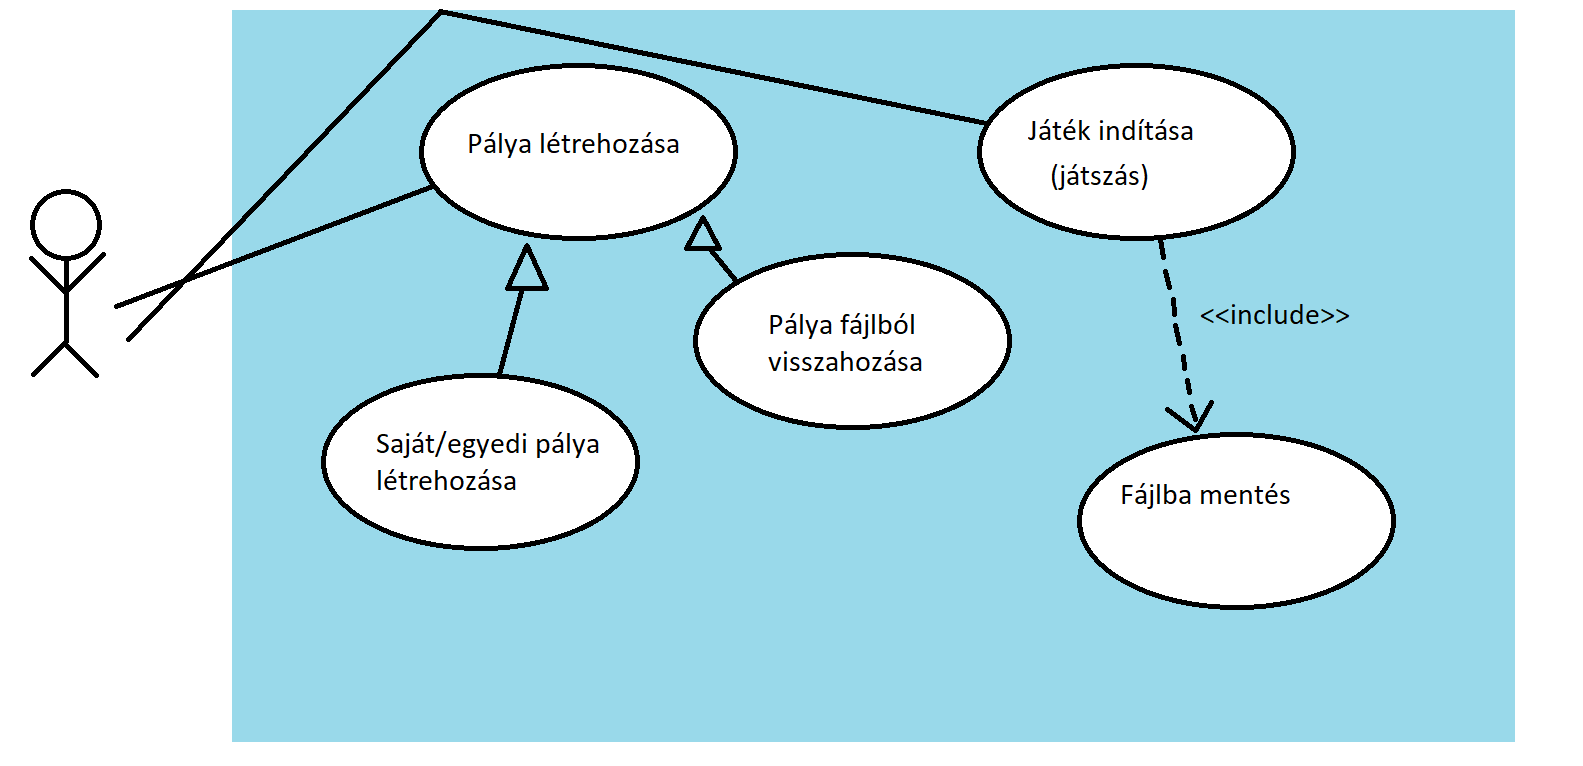 Pálya létrehozása
Játék indítása
(játszás)
<<include>>
Pálya fájlból
visszahozása
Saját/egyedi pálya
létrehozása
Fájlba mentés